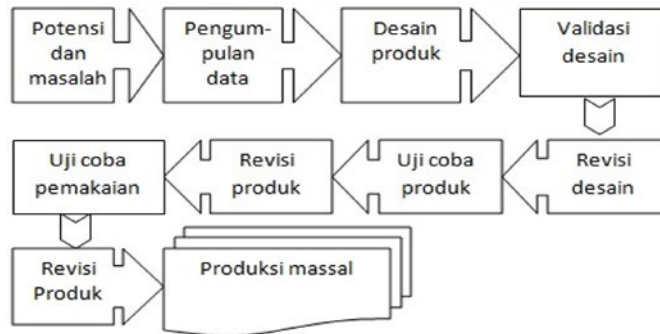 Potensi
dan
masalah
Pengum-
pulan
data
Desain
produk
Validasi
desain
Revisi
desain
Uji coba
produk
Revisi
produk
Uji coba
pemakaian
Revisi
Produk
Produksi massal